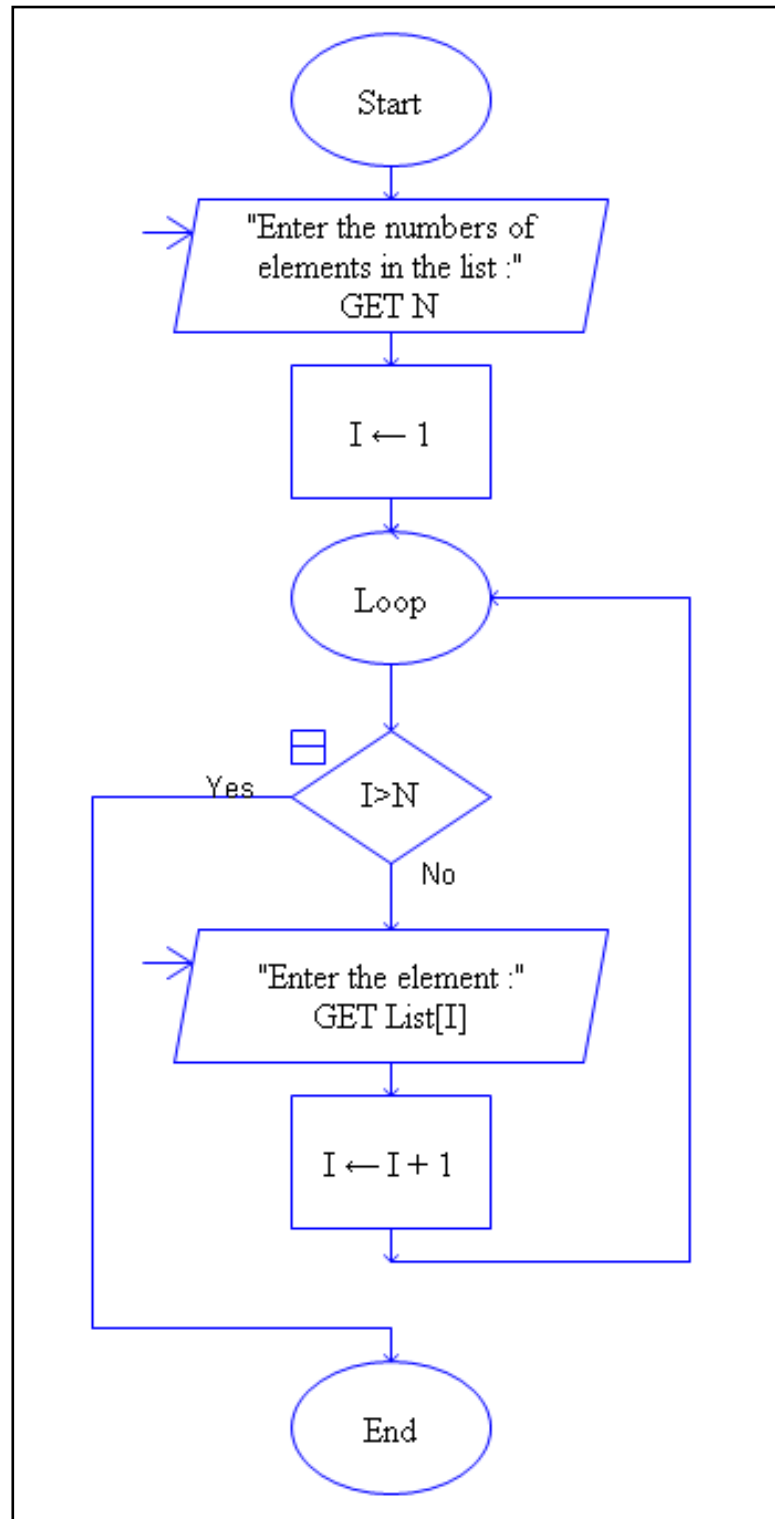 Start
"Enter the numbers of
elements in the list :"
GET N
I ← 1
Loop
Yes
I>N
No
"Enter the element :"
GET List[I]
I ← I + 1
End